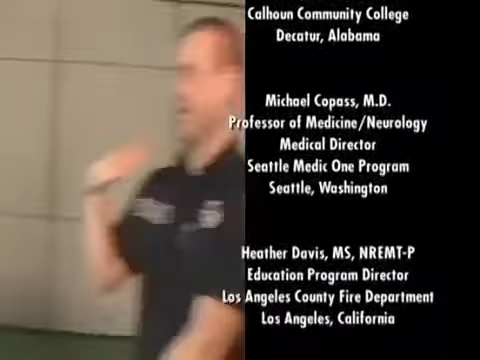 Calhoun Community College
Decatur, Alabama
Michael Copass, M.D.
Professor of Medicine/Neurology
Medical Director
Seattle Medic One Program
Seattle, Washington
Heather Davis, MS, NREMT-P
Education Program Director
Los Angeles County Fire Department
Los Angeles, California